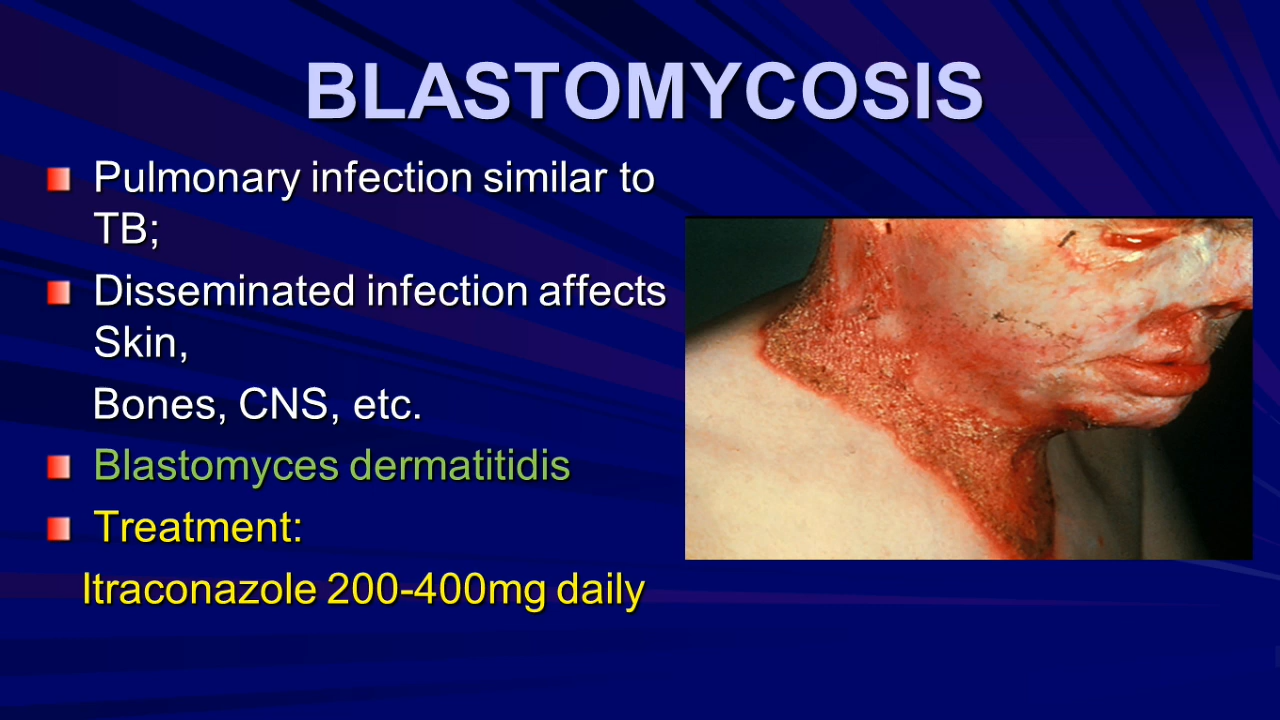 BLASTOMYCOSIS
Pulmonary infection similar to
TB;
Disseminated infection affects
Skin,
Bones, CNS, etc.
Blastomyces dermatitidis
Treatment:
Itraconazole 200-400mg daily